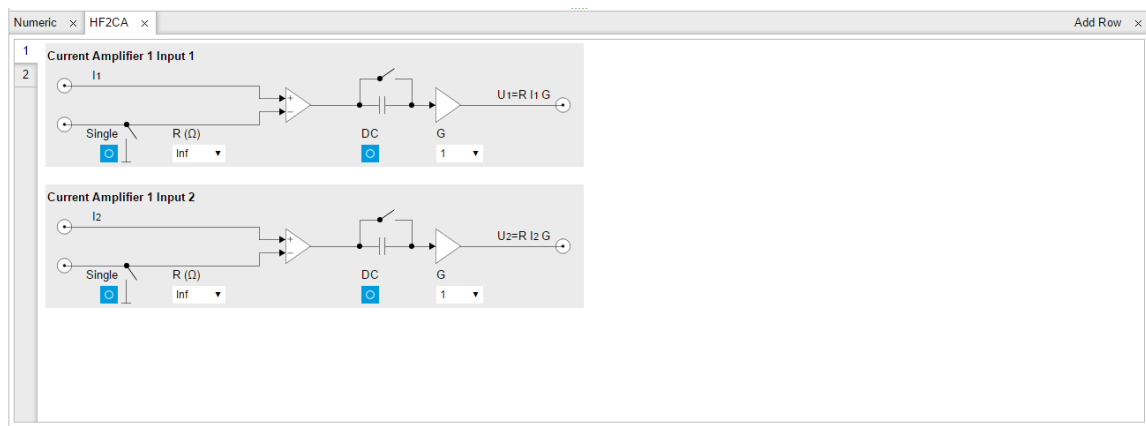 Numeric × HF2CA × Add Row ×
1
2
Current Amplifier 1 Input 1
I1
+
−
U1=R I1 G
Single R (Ω) DC G
Inf 1
Current Amplifier 1 Input 2
I2
+
−
U2=R I2 G
Single R (Ω) DC G
Inf 1